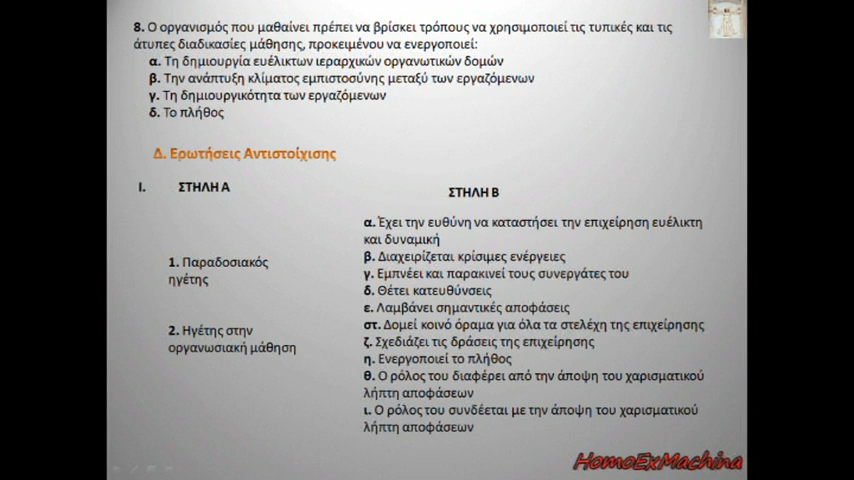 8. Ο οργανισμός που μαθαίνει πρέπει να βρίσκει τρόπους να χρησιμοποιεί τις τυπικές και τις
άτυπες διαδικασίες μάθησης, προκειμένου να ενεργοποιεί:
α. Τη δημιουργία ευέλικτων ιεραρχικών οργανωτικών δομών
β. Την ανάπτυξη κλίματος εμπιστοσύνης μεταξύ των εργαζόμενων
γ. Τη δημιουργικότητα των εργαζόμενων
δ. Το πλήθος
Δ. Ερωτήσεις Αντιστοίχισης
Ι. ΣΤΗΛΗ Α
ΣΤΗΛΗ Β
1. Παραδοσιακός
ηγέτης
2. Ηγέτης στην
οργανωσιακή μάθηση
α. Έχει την ευθύνη να καταστήσει την επιχείρηση ευέλικτη
και δυναμική
β. Διαχειρίζεται κρίσιμες ενέργειες
γ. Εμπνέει και παρακινεί τους συνεργάτες του
δ. Θέτει κατευθύνσεις
ε. Λαμβάνει σημαντικές αποφάσεις
στ. Δομεί κοινό όραμα για όλα τα στελέχη της επιχείρησης
ζ. Σχεδιάζει τις δράσεις της επιχείρησης
η. Ενεργοποιεί το πλήθος
θ. Ο ρόλος του διαφέρει από την άποψη του χαρισματικού
λήπτη αποφάσεων
ι. Ο ρόλος του συνδέεται με την άποψη του χαρισματικού
λήπτη αποφάσεων
HomoExMachina